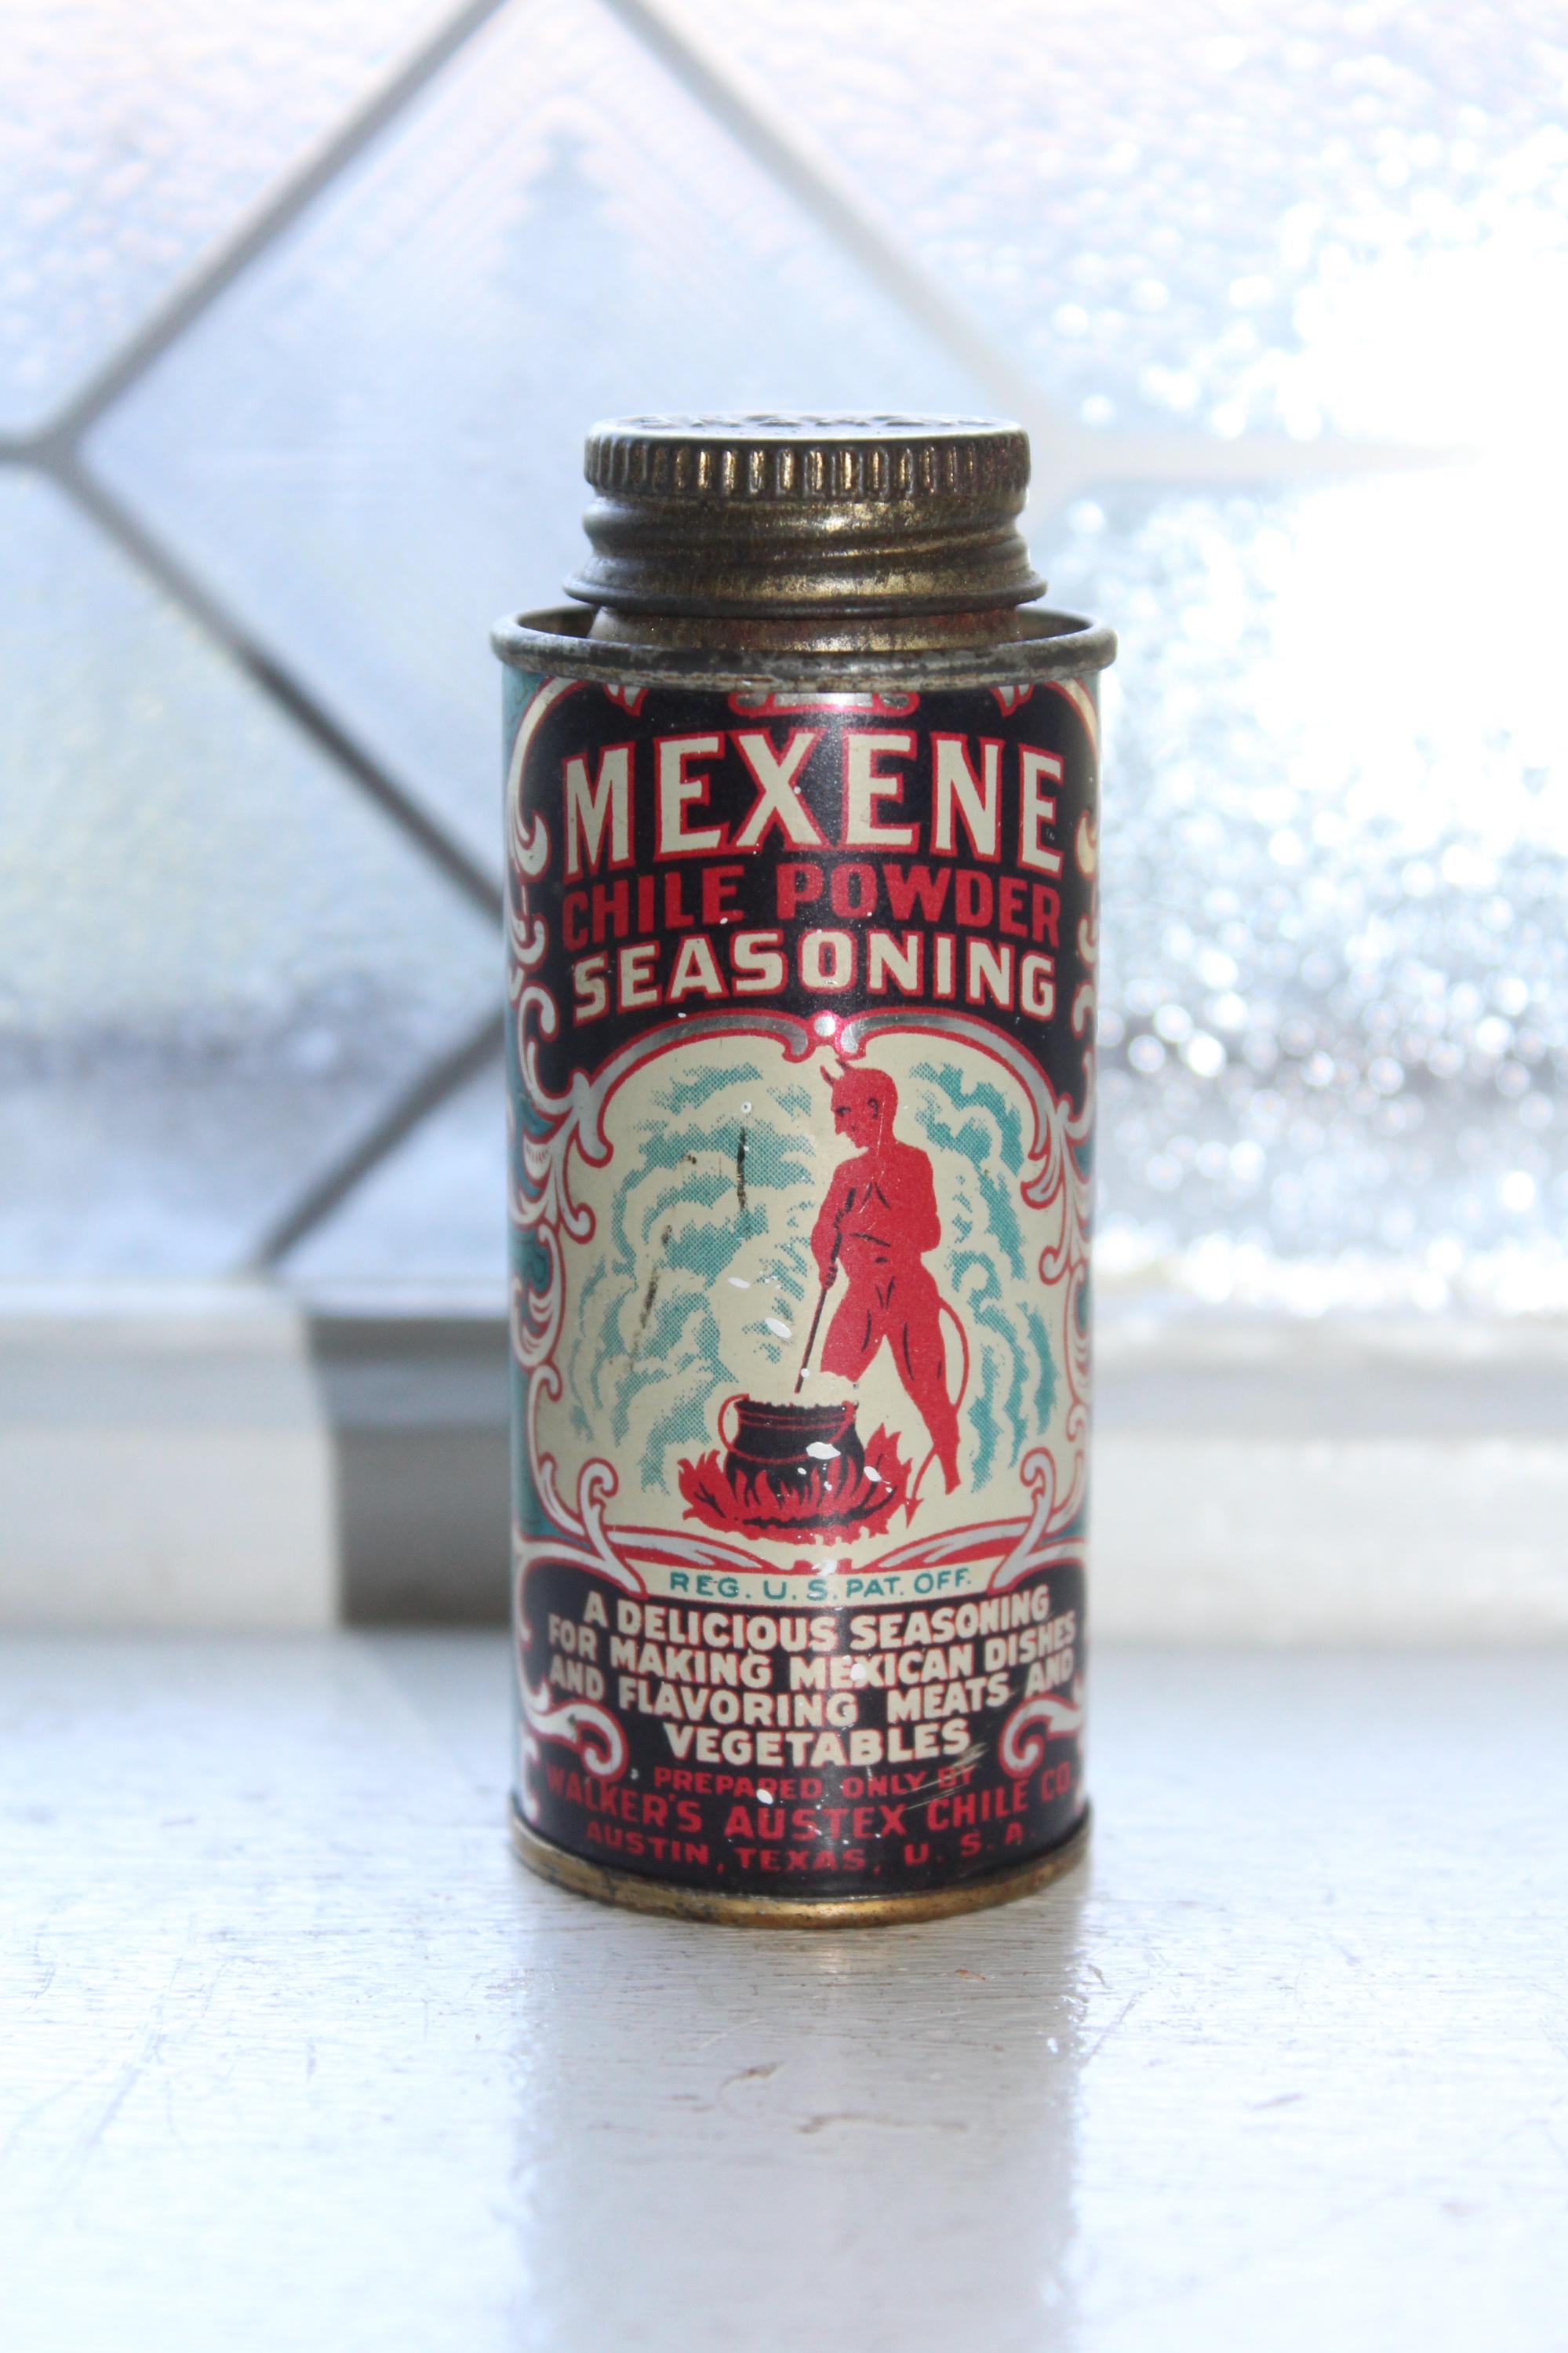 MEXENE
CHILE POWDER
SEASONING
REG. U.S. PAT. OFF.
A DELICIOUS SEASONING
FOR MAKING MEXICAN DISHES
AND FLAVORING MEATS AND
VEGETABLES
PREPARED ONLY BY
WALKER'S AUSTEX CHILE CO.
AUSTIN, TEXAS, U. S. A.